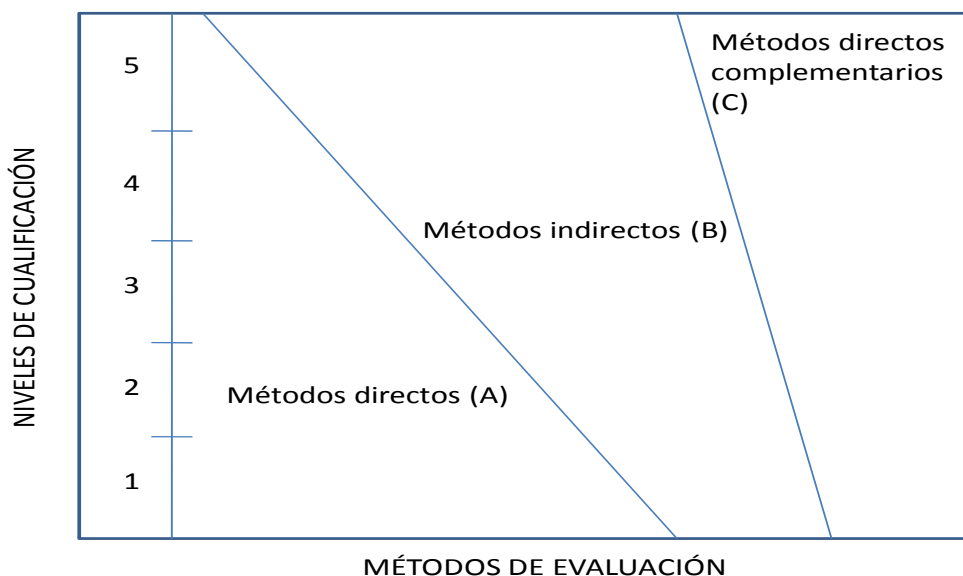 Métodos directos
complementarios
(C)
5
4
Métodos indirectos (B)
3
2
Métodos directos (A)
1
NIVELES DE CUALIFICACIÓN
MÉTODOS DE EVALUACIÓN